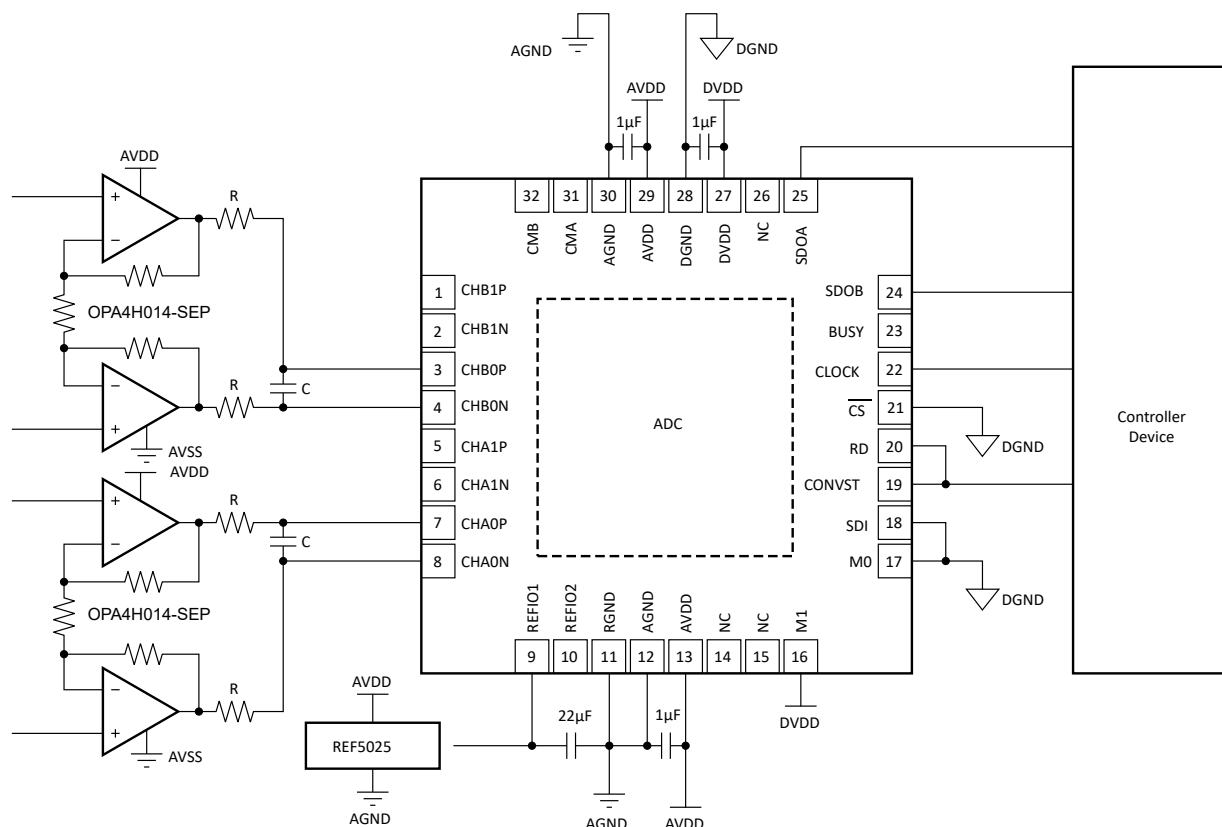 AGND
DGND
AVDD
DVDD
1µF
1µF
AVDD
R
+
−
OPA4H014-SEP
−
+
R
C
AVSS
AVDD
R
+
−
C
OPA4H014-SEP
−
+
R
AVSS
32 31 30 29 28 27 26 25
CMB
CMA
AGND
AVDD
DGND
DVDD
NC
SDOA
1 CHB1P
2 CHB1N
3 CHB0P
4 CHB0N
5 CHA1P
6 CHA1N
7 CHA0P
8 CHA0N
ADC
SDOB 24
BUSY 23
CLOCK 22
CS 21
RD 20
CONVST 19
SDI 18
M0 17
DGND
DGND
Controller
Device
REFIO1
REFIO2
RGND
AGND
AVDD
NC
NC
M1
9 10 11 12 13 14 15 16
AVDD
REF5025
AGND
22µF
1µF
AGND
AVDD
DVDD